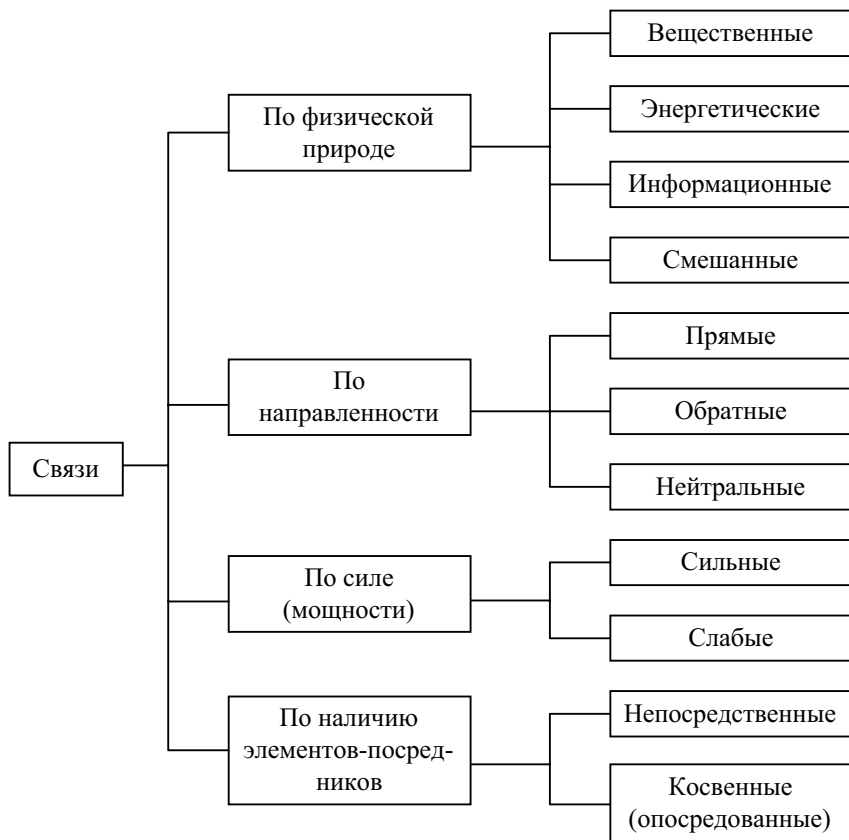 Связи
По физической
природе
Вещественные
Энергетические
Информационные
Смешанные
По
направленности
Прямые
Обратные
Нейтральные
По силе
(мощности)
Сильные
Слабые
По наличию
элементов-посред-
ников
Непосредственные
Косвенные
(опосредованные)